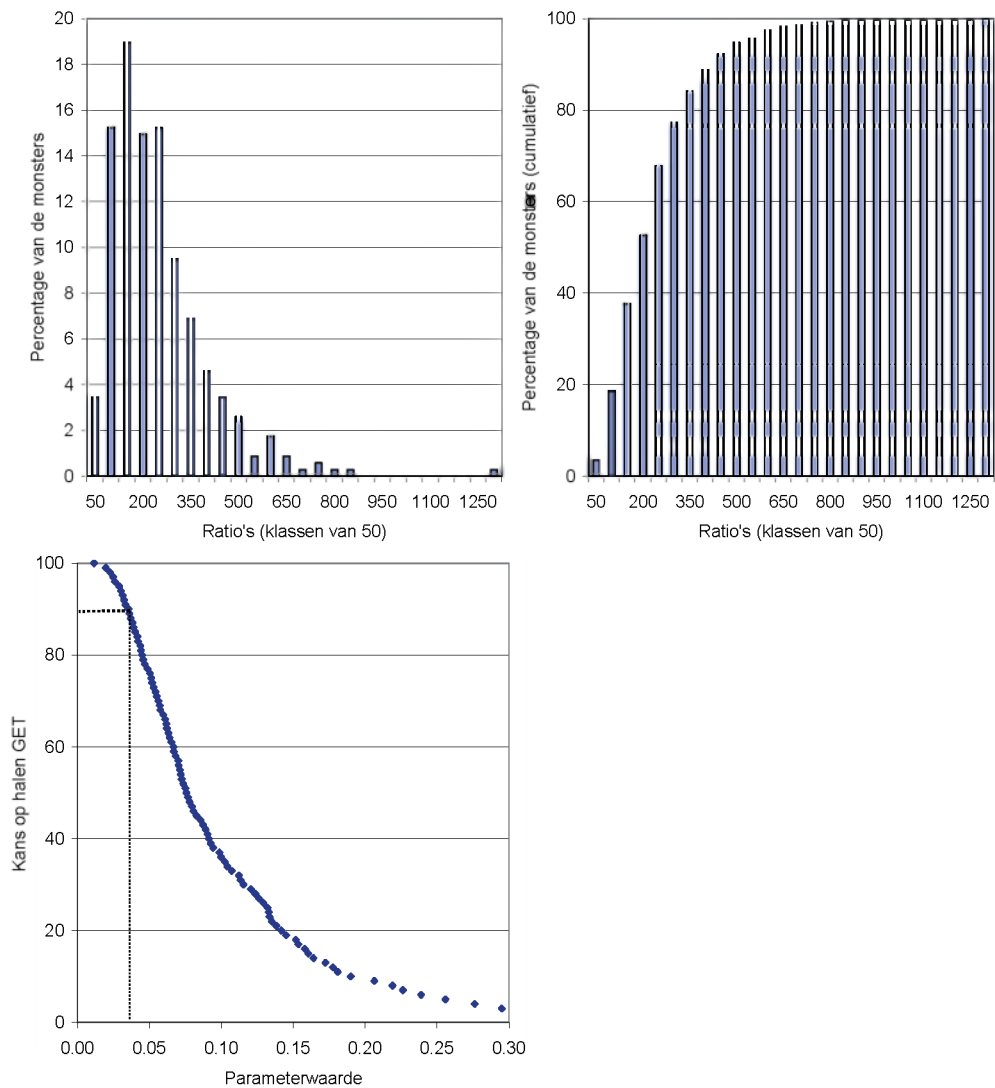 20
18
16
14
12
10
8
6
4
2
0
Percentage van de monsters
50 200 350 500 650 800 950 1100 1250
Ratio's (klassen van 50)
100
80
60
40
20
0
Percentage van de monsters (cumulatief)
50 200 350 500 650 800 950 1100 1250
Ratio's (klassen van 50)
100
80
60
40
20
0
Kans op halen GET
0.00 0.05 0.10 0.15 0.20 0.25 0.30
Parameterwaarde